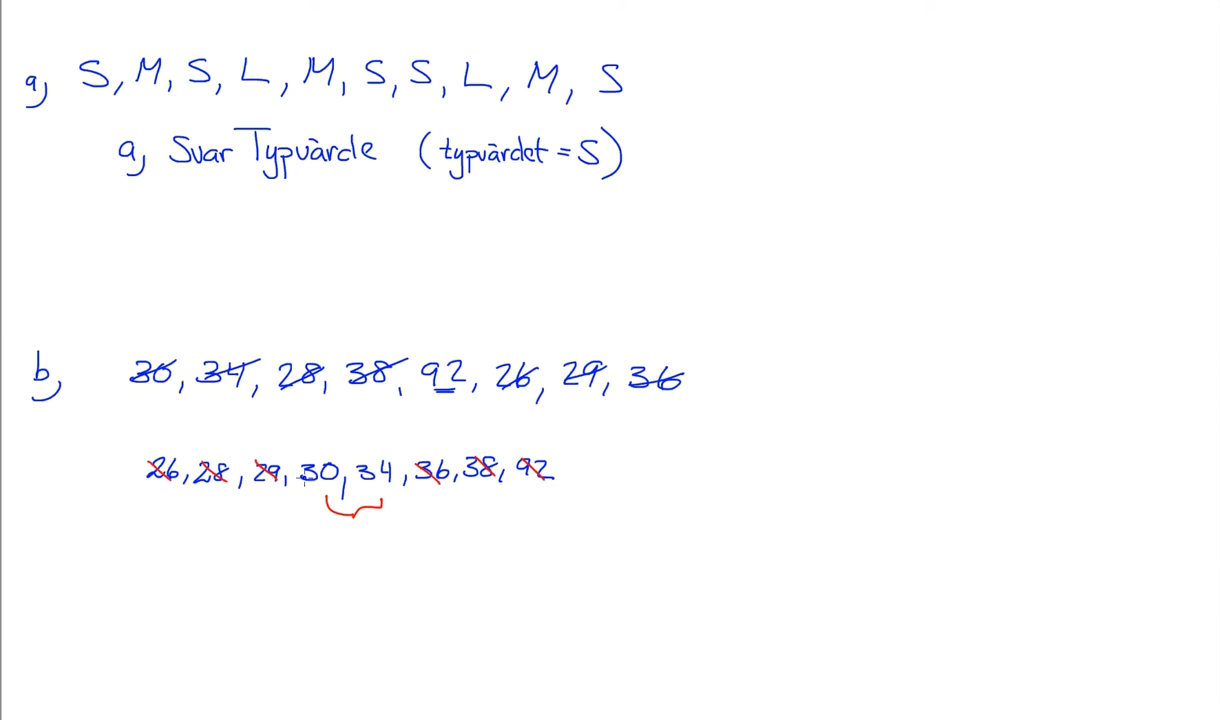 a, S, M, S, L, M, S, S, L, M, S
a, Svar Typvärde (typvärdet = S)
b, 30, 34, 28, 38, 92, 26, 29, 36
26, 28, 29, 30, 34, 36, 38, 92